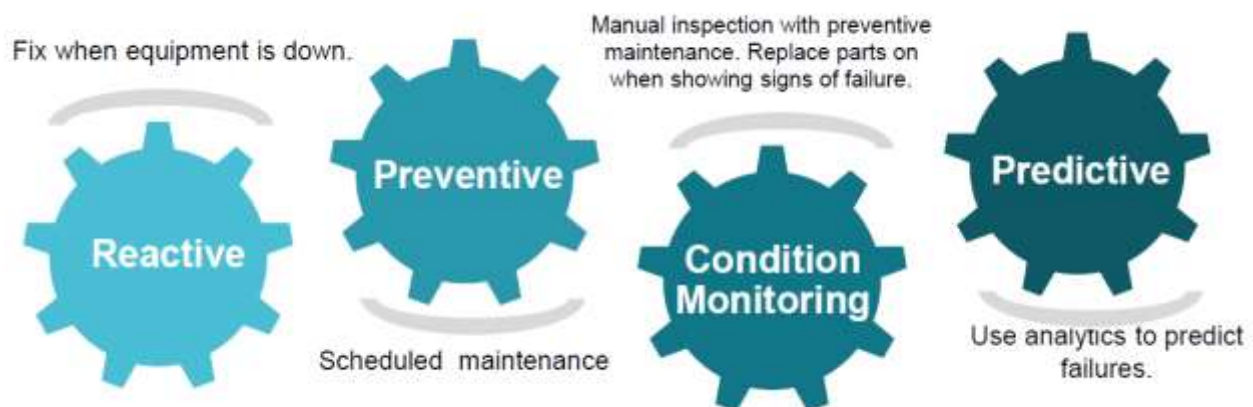 Fix when equipment is down.
Reactive
Preventive
Scheduled maintenance
Manual inspection with preventive
maintenance. Replace parts on
when showing signs of failure.
Condition
Monitoring
Predictive
Use analytics to predict
failures.